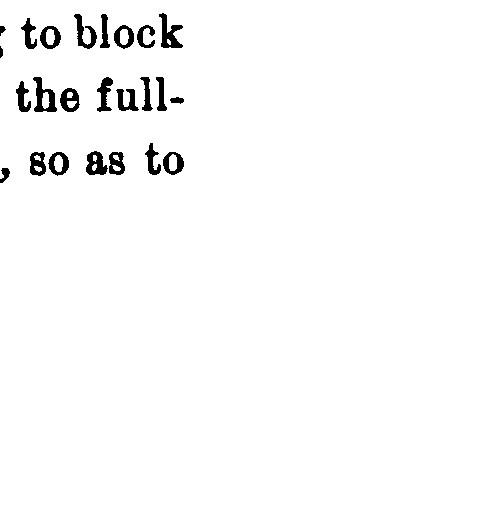 to block
the full-
, so as to